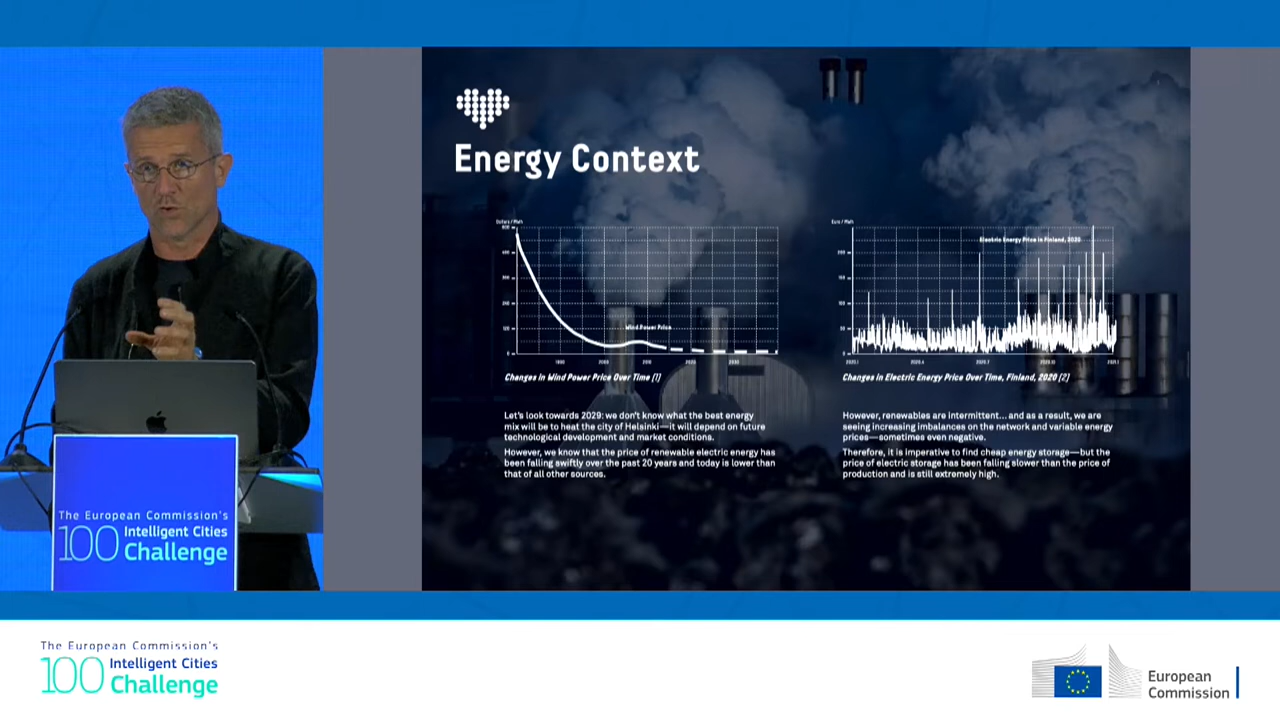 Energy Context
Dollars / MWh
Wind Power Price
Changes in Wind Power Price Over Time [1]
Let's look towards 2029: we don't know what the best energy
mix will be to heat the city of Helsinki—it will depend on future
technological development and market conditions.
However, we know that the price of renewable electric energy has
been falling swiftly over the past 20 years and today is lower than
that of all other sources.
Euro / MWh
Electric Energy Price in Finland, 2020
Changes in Electric Energy Price Over Time, Finland, 2020 [2]
However, renewables are intermittent... and as a result, we are
seeing increasing imbalances on the network and variable energy
prices—sometimes even negative.
Therefore, it is imperative to find cheap energy storage—but the
price of electric storage has been falling slower than the price of
production and is still extremely high.
The European Commission's
100 Intelligent Cities
Challenge
The European Commission's
100 Intelligent Cities
Challenge
European
Commission